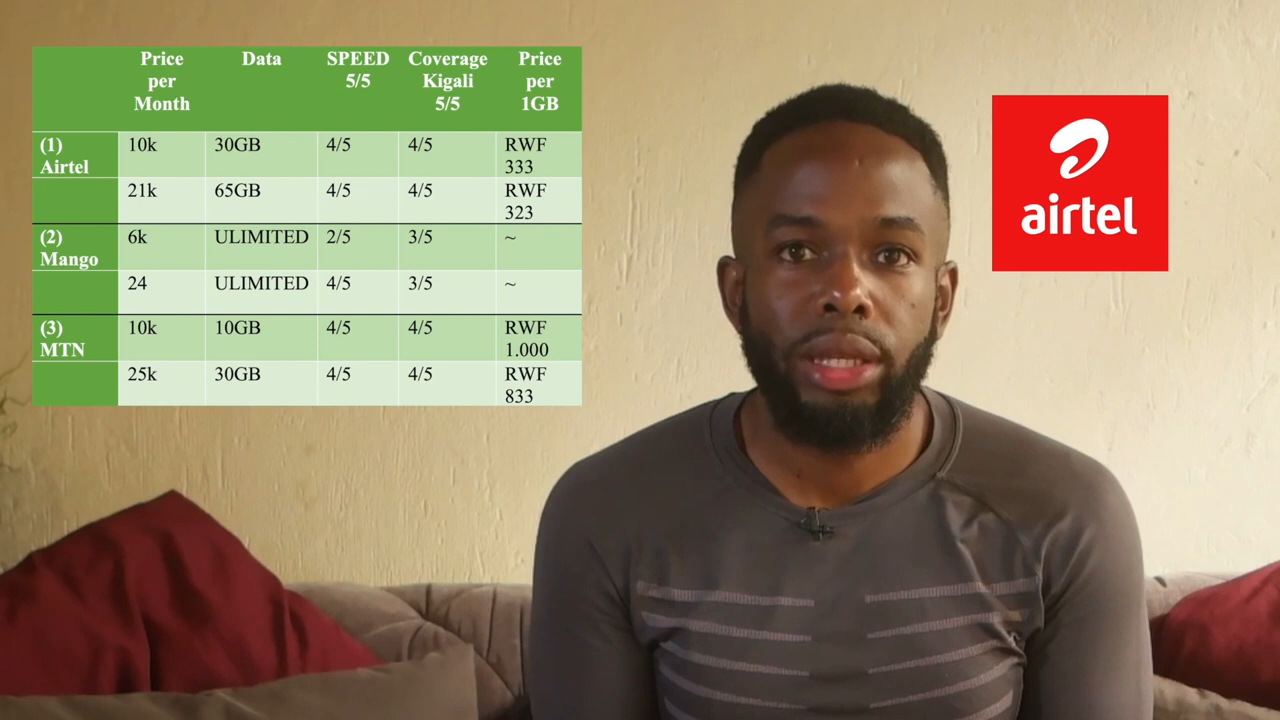 Price per Month Data SPEED 5/5 Coverage Kigali 5/5 Price per 1GB
(1) Airtel 10k 30GB 4/5 4/5 RWF 333
21k 65GB 4/5 4/5 RWF 323
(2) Mango 6k ULIMITED 2/5 3/5 ~
24 ULIMITED 4/5 3/5 ~
(3) MTN 10k 10GB 4/5 4/5 RWF 1.000
25k 30GB 4/5 4/5 RWF 833
airtel